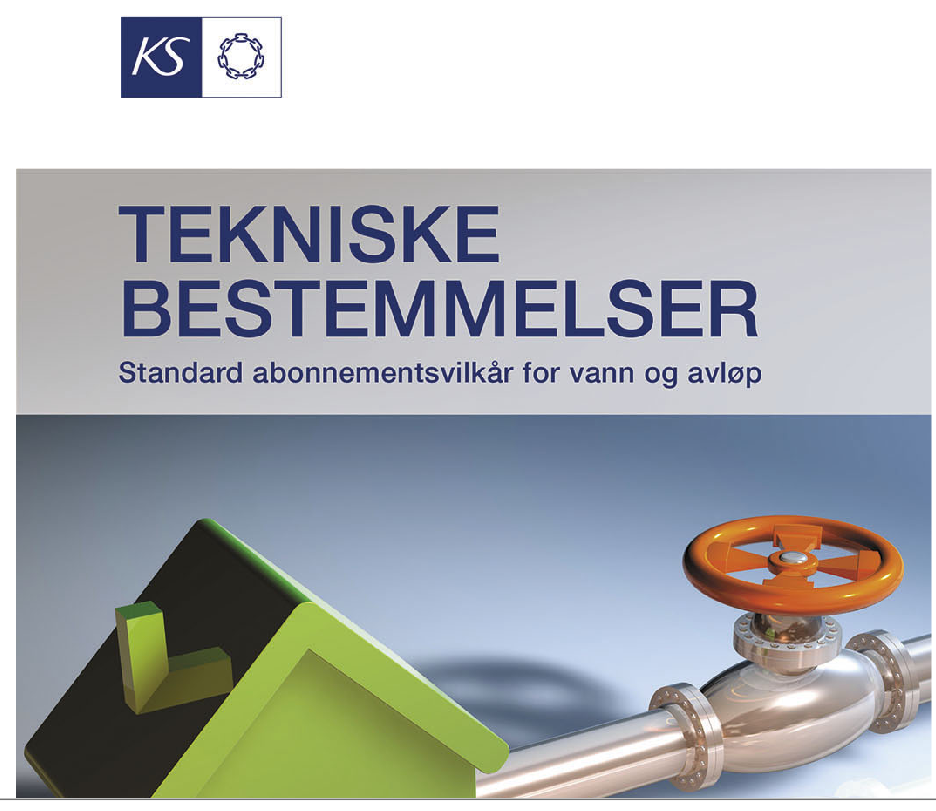 KS
TEKNISKE
BESTEMMELSER
Standard abonnementsvilkår for vann og avløp